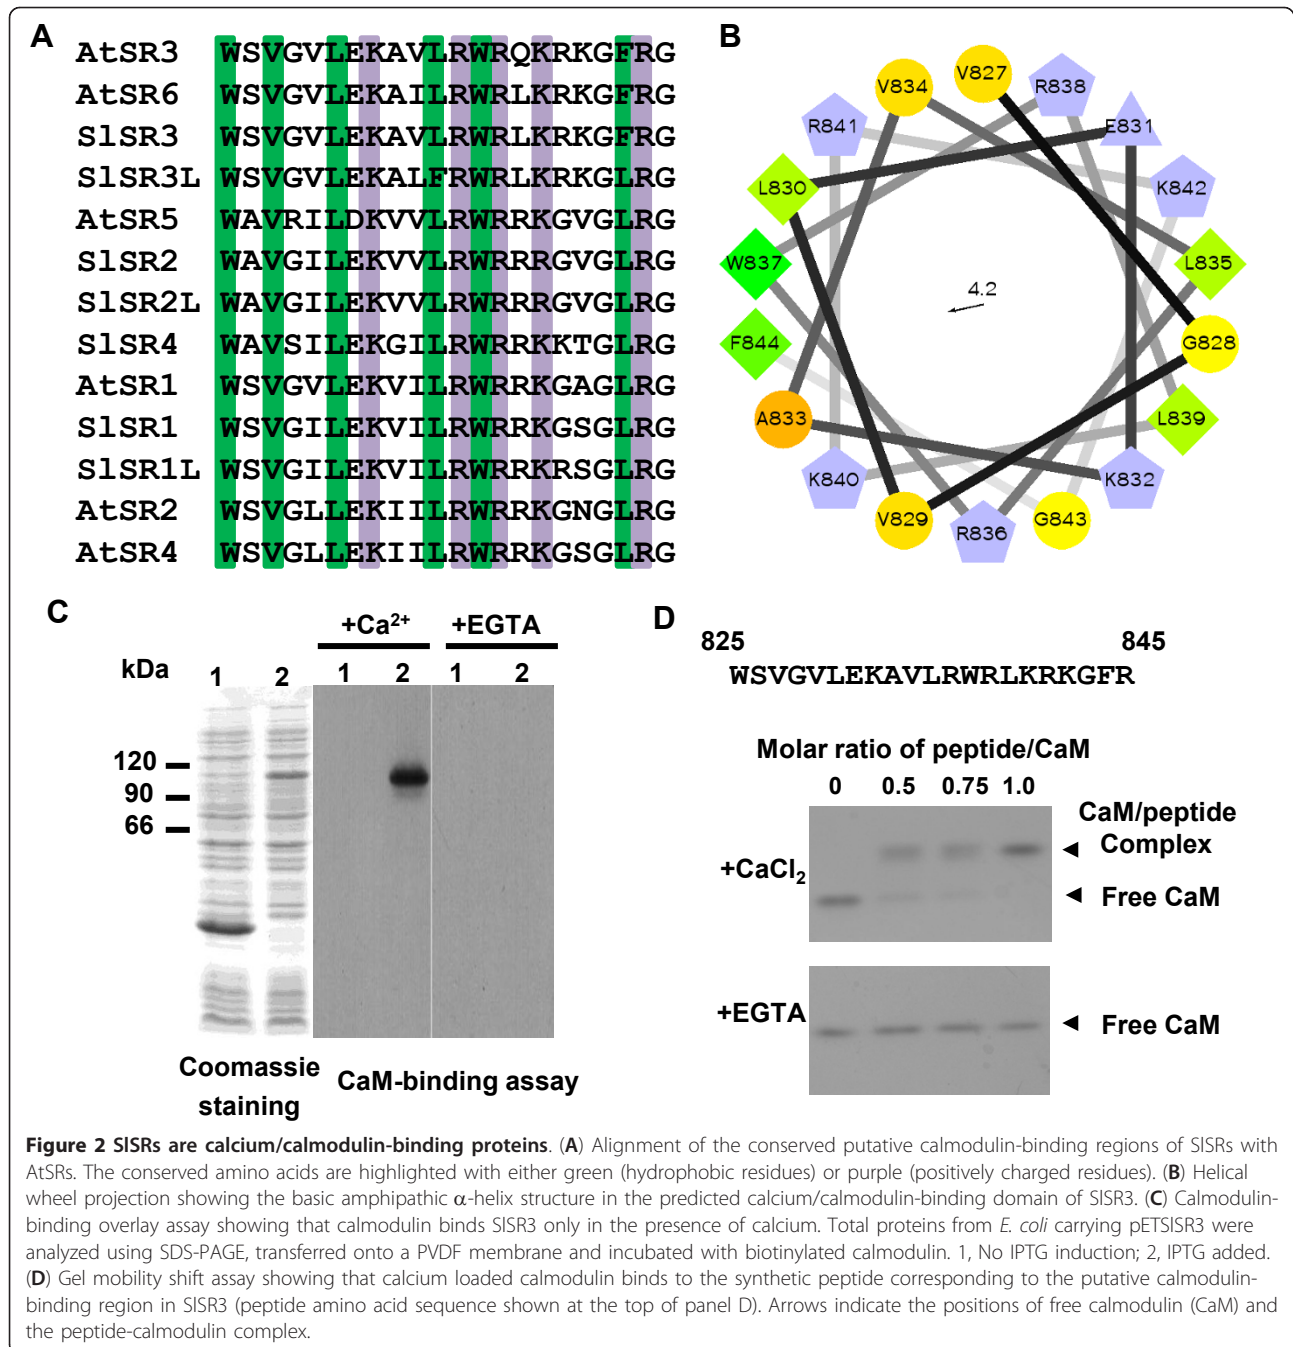 A
AtSR3 WSVGVLEKAVLRWRQKRKGFRG
AtSR6 WSVGVLEKAILRWRLKRKGFRG
SlSR3 WSVGVLEKAVLRWRLKRKGFRG
SlSR3L WSVGVLEKALFRWRLKRKGLRG
AtSR5 WAVRILDKVVLRWRRKGVGLRG
SlSR2 WAVGILEKVVLRWRRRGVGLRG
SlSR2L WAVGILEKVVLRWRRRGVGLRG
SlSR4 WAVSILEKGILRWRRKKTGLRG
AtSR1 WSVGVLEKVILRWRRKGAGLRG
SlSR1 WSVGILEKVILRWRRKGSGLRG
SlSR1L WSVGILEKVILRWRRKRSGLRG
AtSR2 WSVGLLEKIILRWRRKGNGLRG
AtSR4 WSVGLLEKIILRWRRKGSGLRG
B
V834 V827 R838
R841 E831
L830 K842
W837 L835
4.2
F844 G828
A833 L839
K840 K832
V829 R836 G843
C
+Ca²⁺ +EGTA
kDa 1 2 1 2 1 2
120
90
66
Coomassie staining
CaM-binding assay
D
825 845
WSVGVLEKAVLRWRLKRKGFR
Molar ratio of peptide/CaM
0 0.5 0.75 1.0
CaM/peptide
Complex
+CaCl₂
Free CaM
+EGTA
Free CaM
Figure 2 SlSRs are calcium/calmodulin-binding proteins. (A) Alignment of the conserved putative calmodulin-binding regions of SlSRs with
AtSRs. The conserved amino acids are highlighted with either green (hydrophobic residues) or purple (positively charged residues). (B) Helical
wheel projection showing the basic amphipathic α-helix structure in the predicted calcium/calmodulin-binding domain of SlSR3. (C) Calmodulin-
binding overlay assay showing that calmodulin binds SlSR3 only in the presence of calcium. Total proteins from E. coli carrying pETSlSR3 were
analyzed using SDS-PAGE, transferred onto a PVDF membrane and incubated with biotinylated calmodulin. 1, No IPTG induction; 2, IPTG added.
(D) Gel mobility shift assay showing that calcium loaded calmodulin binds to the synthetic peptide corresponding to the putative calmodulin-
binding region in SlSR3 (peptide amino acid sequence shown at the top of panel D). Arrows indicate the positions of free calmodulin (CaM) and
the peptide-calmodulin complex.